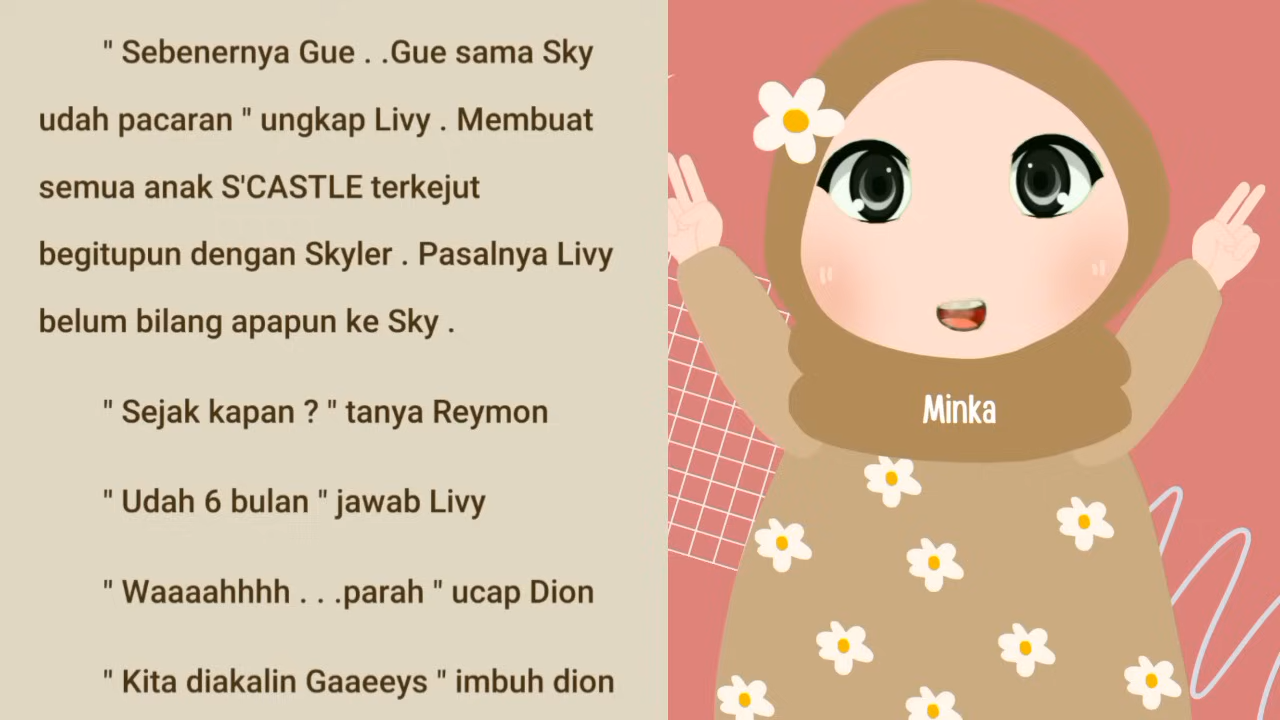 " Sebenernya Gue . .Gue sama Sky
udah pacaran " ungkap Livy . Membuat
semua anak S'CASTLE terkejut
begitupun dengan Skyler . Pasalnya Livy
belum bilang apapun ke Sky .
" Sejak kapan ? " tanya Reymon
" Udah 6 bulan " jawab Livy
" Waaaahhhh . . .parah " ucap Dion
" Kita diakalin Gaaeeys " imbuh dion
Minka